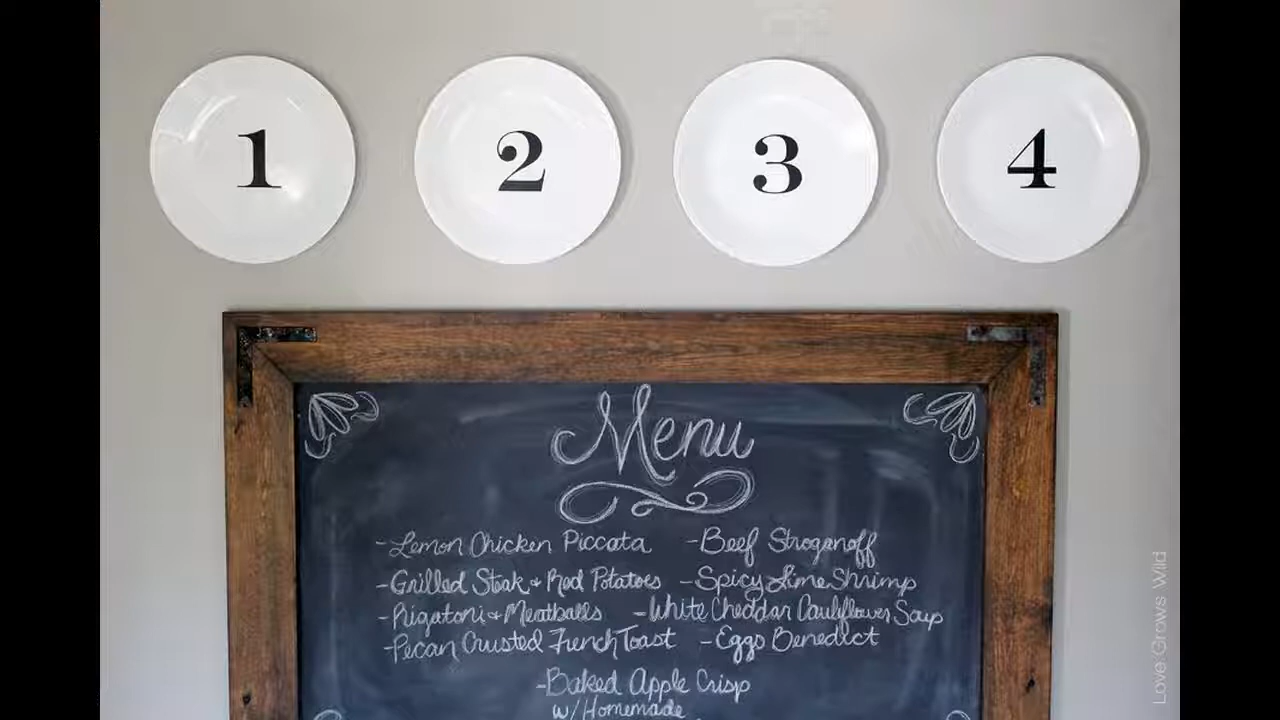 1 2 3 4
Menu
-Lemon Chicken Piccata -Beef Stroganoff
-Grilled Steak + Red Potatoes -Spicy Lime Shrimp
-Rigatoni + Meatballs -White Cheddar Cauliflower Soup
-Pecan Crusted French Toast -Eggs Benedict
-Baked Apple Crisp
w/Homemade
Love Grows Wild